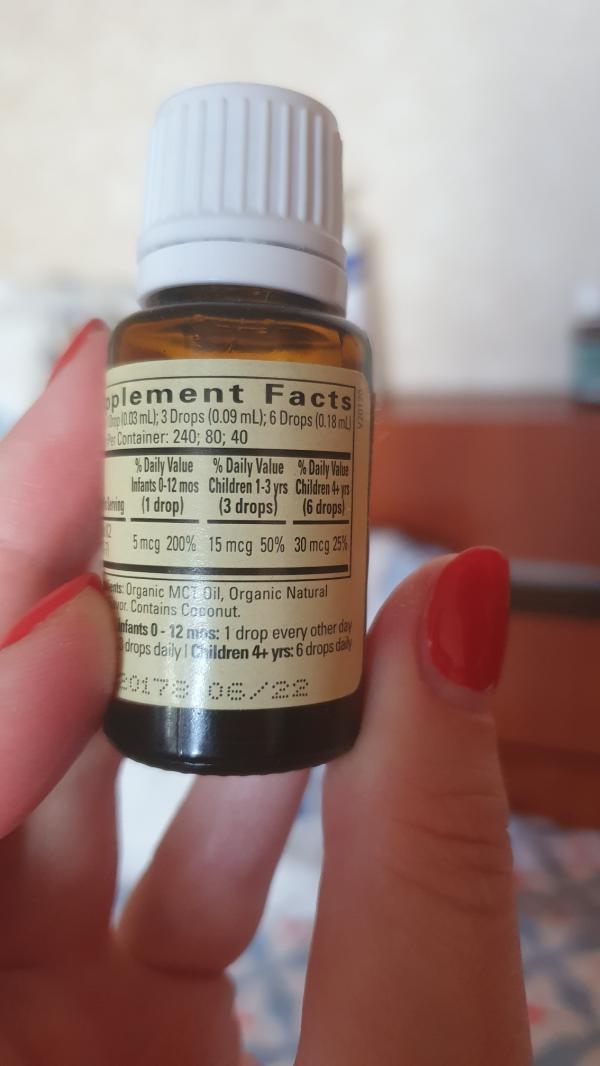 Supplement Facts
Drop (0.03 mL); 3 Drops (0.09 mL); 6 Drops (0.18 mL)
Per Container: 240; 80; 40
% Daily Value % Daily Value % Daily Value
Infants 0-12 mos Children 1-3 yrs Children 4+ yrs
Serving (1 drop) (3 drops) (6 drops)
5 mcg 200% 15 mcg 50% 30 mcg 25%
Organic MCT Oil, Organic Natural
Contains Coconut.
Infants 0 - 12 mos: 1 drop every other day
3 drops daily | Children 4+ yrs: 6 drops daily
20178 06/22